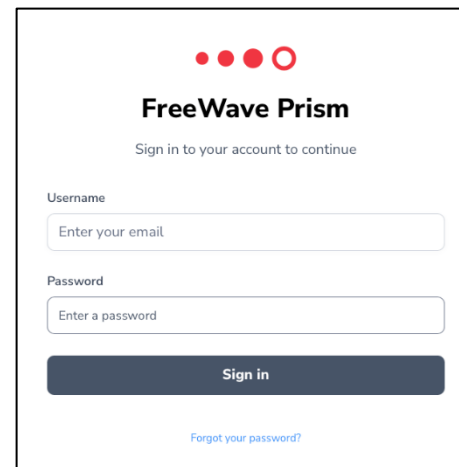 FreeWave Prism
Sign in to your account to continue
Username
Enter your email
Password
Enter a password
Sign in
Forgot your password?